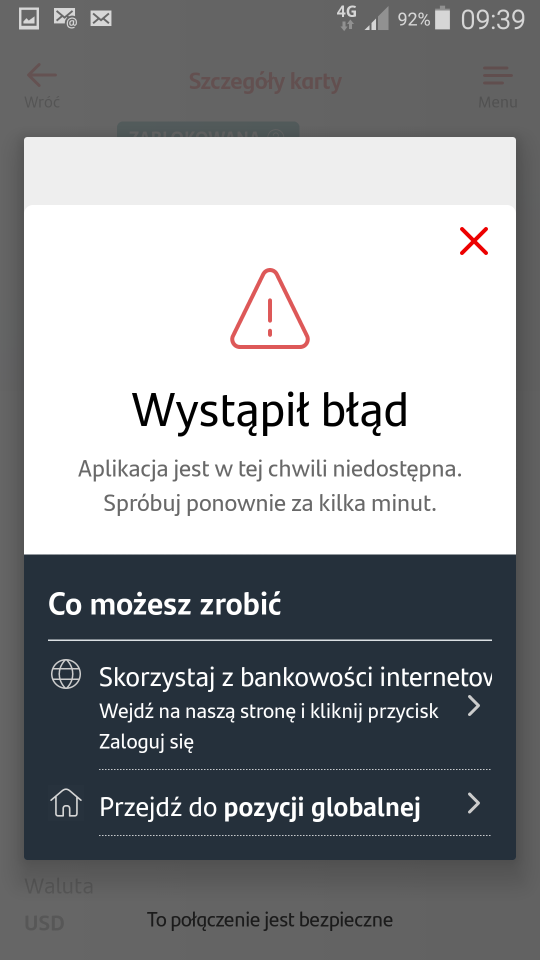 4G 92% 09:39
Szczegóły karty
Wróć
Menu
ZABLOKOWANA
Wystąpił błąd
Aplikacja jest w tej chwili niedostępna.
Spróbuj ponownie za kilka minut.
Co możesz zrobić
Skorzystaj z bankowości internetow
Wejdź na naszą stronę i kliknij przycisk
Zaloguj się
Przejdź do pozycji globalnej
Waluta
USD
To połączenie jest bezpieczne